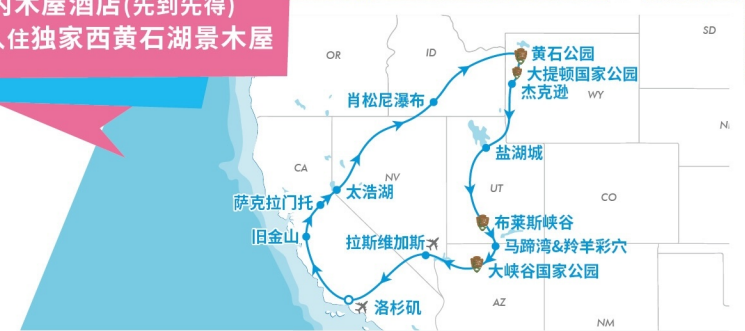 木屋酒店(先到先得)
住独家西黄石湖景木屋
OR
ID
SD
黄石公园
大提顿国家公园
杰克逊
WY
肖松尼瀑布
盐湖城
CA
NV
太浩湖
UT
CO
萨克拉门托
旧金山
布莱斯峡谷
拉斯维加斯
马蹄湾&羚羊彩穴
大峡谷国家公园
洛杉矶
AZ
NM